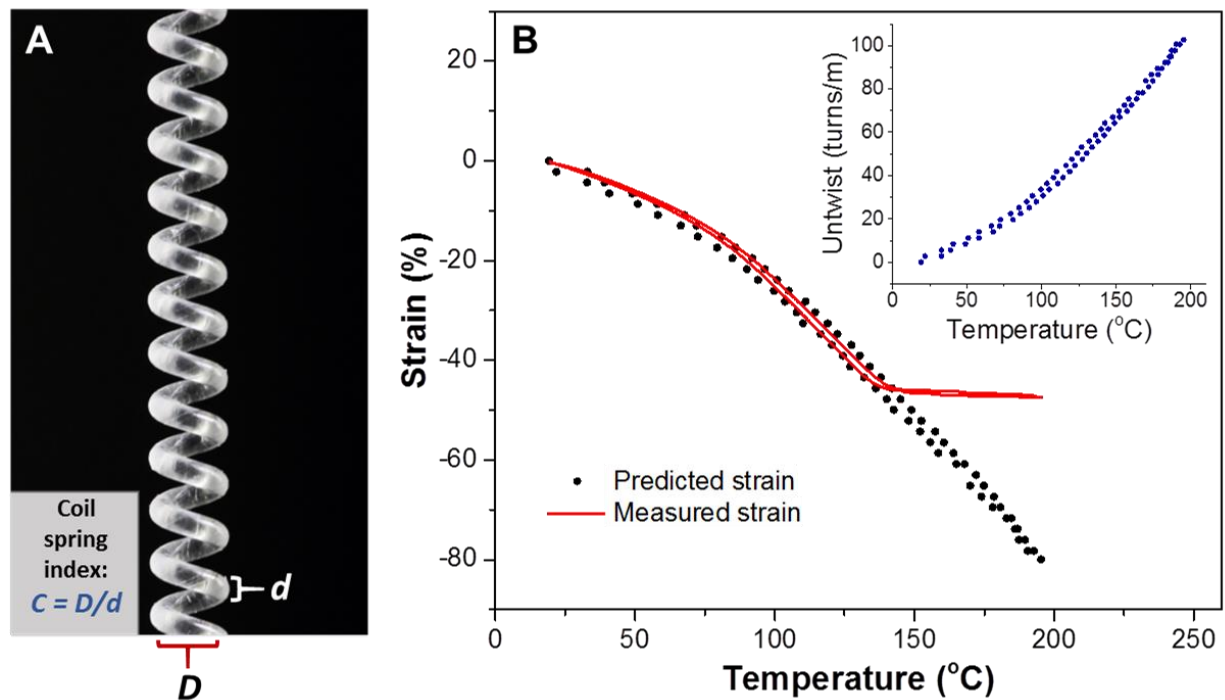 A
Coil
spring
index:
C = D/d
d
D
B
Strain (%)
20
0
-20
-40
-60
-80
0
50
100
150
200
250
Temperature (°C)
Predicted strain
Measured strain
Untwist (turns/m)
100
80
60
40
20
0
0
50
100
150
200
Temperature (°C)